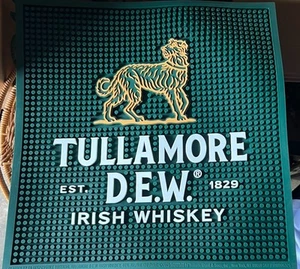 TULLAMORE
EST. D.E.W.® 1829
IRISH WHISKEY